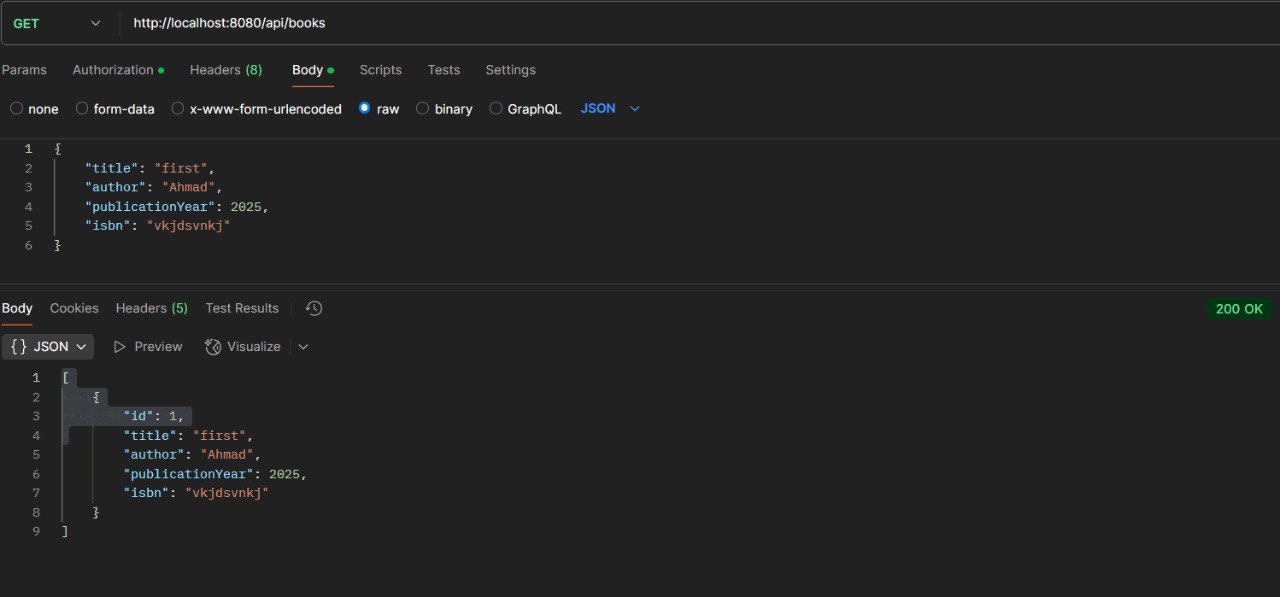 GET http://localhost:8080/api/books
Params Authorization Headers (8) Body Scripts Tests Settings
none form-data x-www-form-urlencoded raw binary GraphQL JSON
1 {
2 "title": "first",
3 "author": "Ahmad",
4 "publicationYear": 2025,
5 "isbn": "vkjdsvnkj"
6 }
Body Cookies Headers (5) Test Results 200 OK
{} JSON Preview Visualize
1 [
2 {
3 "id": 1,
4 "title": "first",
5 "author": "Ahmad",
6 "publicationYear": 2025,
7 "isbn": "vkjdsvnkj"
8 }
9 ]